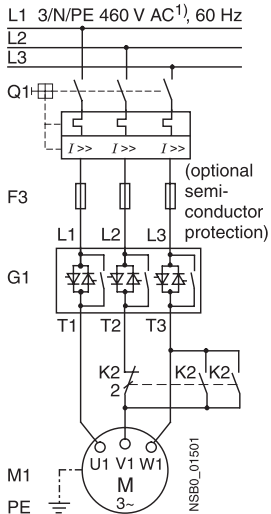 L1 3/N/PE 460 V AC1), 60 Hz
L2
L3
Q1
I >> I >> I >>
(optional
semi-
conductor
protection)
F3
L1 L2 L3
G1
T1 T2 T3
K2 K2 K2
2
U1 V1 W1
M
3~
M1
PE
NSB0_01501